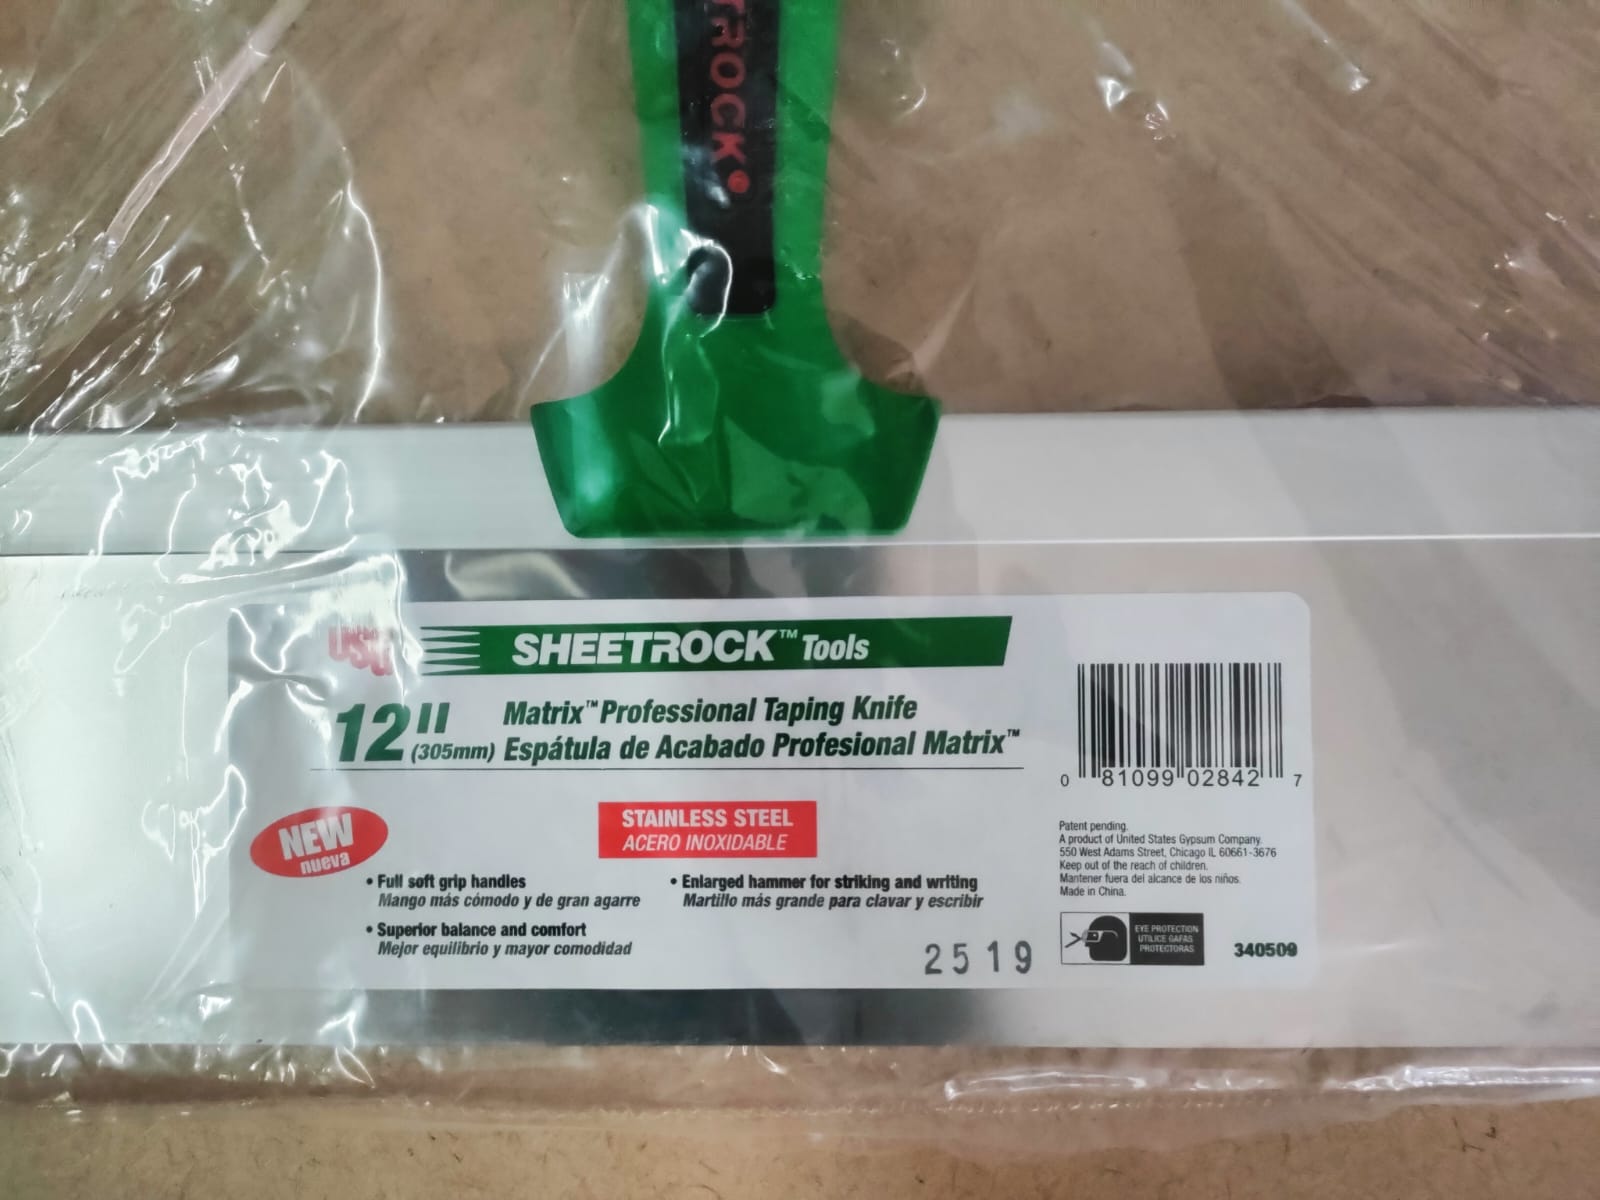 TROCK®
USG
SHEETROCK™ Tools
12" (305mm)
Matrix™ Professional Taping Knife
Espátula de Acabado Profesional Matrix™
NEW
nueva
STAINLESS STEEL
ACERO INOXIDABLE
• Full soft grip handles
Mango más cómodo y de gran agarre
• Superior balance and comfort
Mejor equilibrio y mayor comodidad
• Enlarged hammer for striking and writing
Martillo más grande para clavar y escribir
2519
0 81099 02842 7
Patent pending.
A product of United States Gypsum Company.
550 West Adams Street, Chicago IL 60661-3676
Keep out of the reach of children.
Mantener fuera del alcance de los niños.
Made in China.
EYE PROTECTION
UTILICE GAFAS
PROTECTORAS
340509